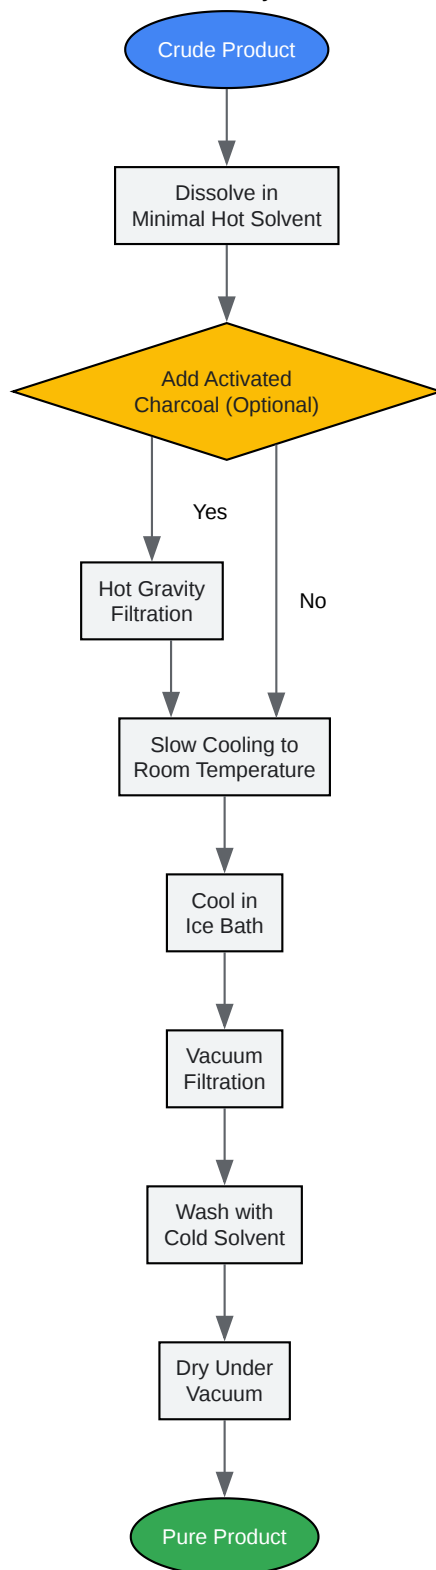 Crude Product
Dissolve in
Minimal Hot Solvent
Add Activated
Charcoal (Optional)
Yes
Hot Gravity
Filtration
No
Slow Cooling to
Room Temperature
Cool in
Ice Bath
Vacuum
Filtration
Wash with
Cold Solvent
Dry Under
Vacuum
Pure Product